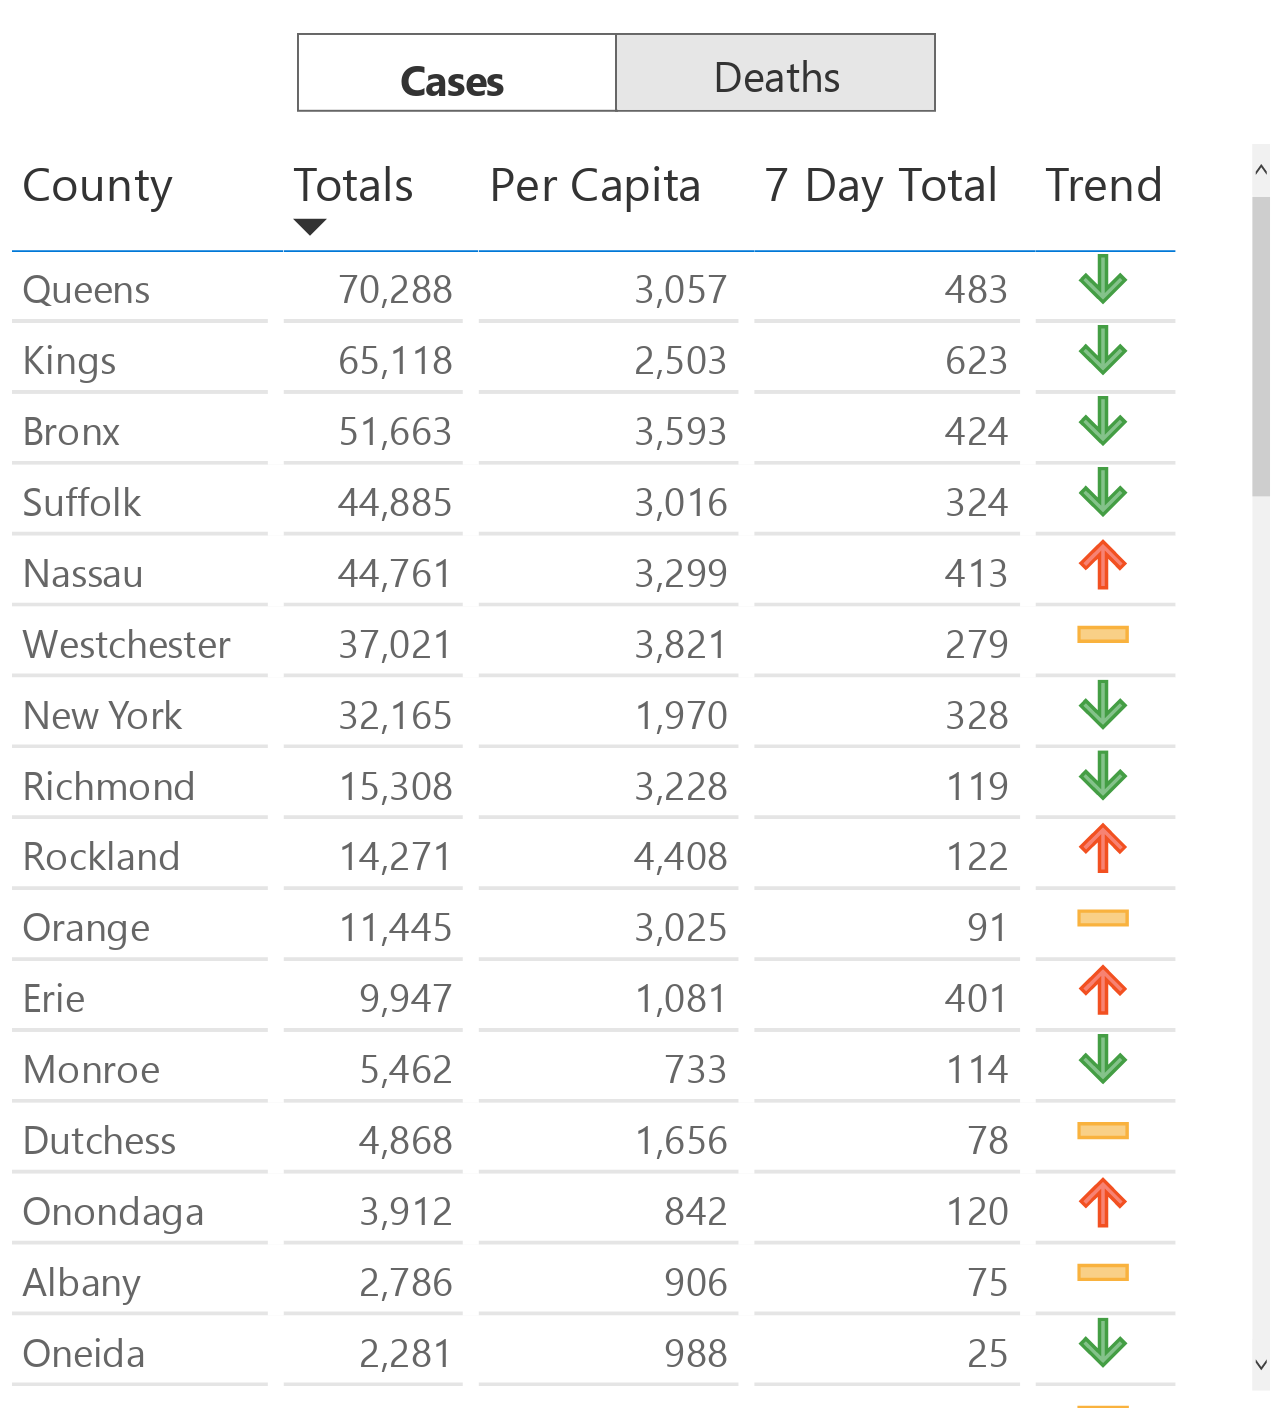 Cases Deaths
County Totals Per Capita 7 Day Total Trend
Queens 70,288 3,057 483
Kings 65,118 2,503 623
Bronx 51,663 3,593 424
Suffolk 44,885 3,016 324
Nassau 44,761 3,299 413
Westchester 37,021 3,821 279
New York 32,165 1,970 328
Richmond 15,308 3,228 119
Rockland 14,271 4,408 122
Orange 11,445 3,025 91
Erie 9,947 1,081 401
Monroe 5,462 733 114
Dutchess 4,868 1,656 78
Onondaga 3,912 842 120
Albany 2,786 906 75
Oneida 2,281 988 25